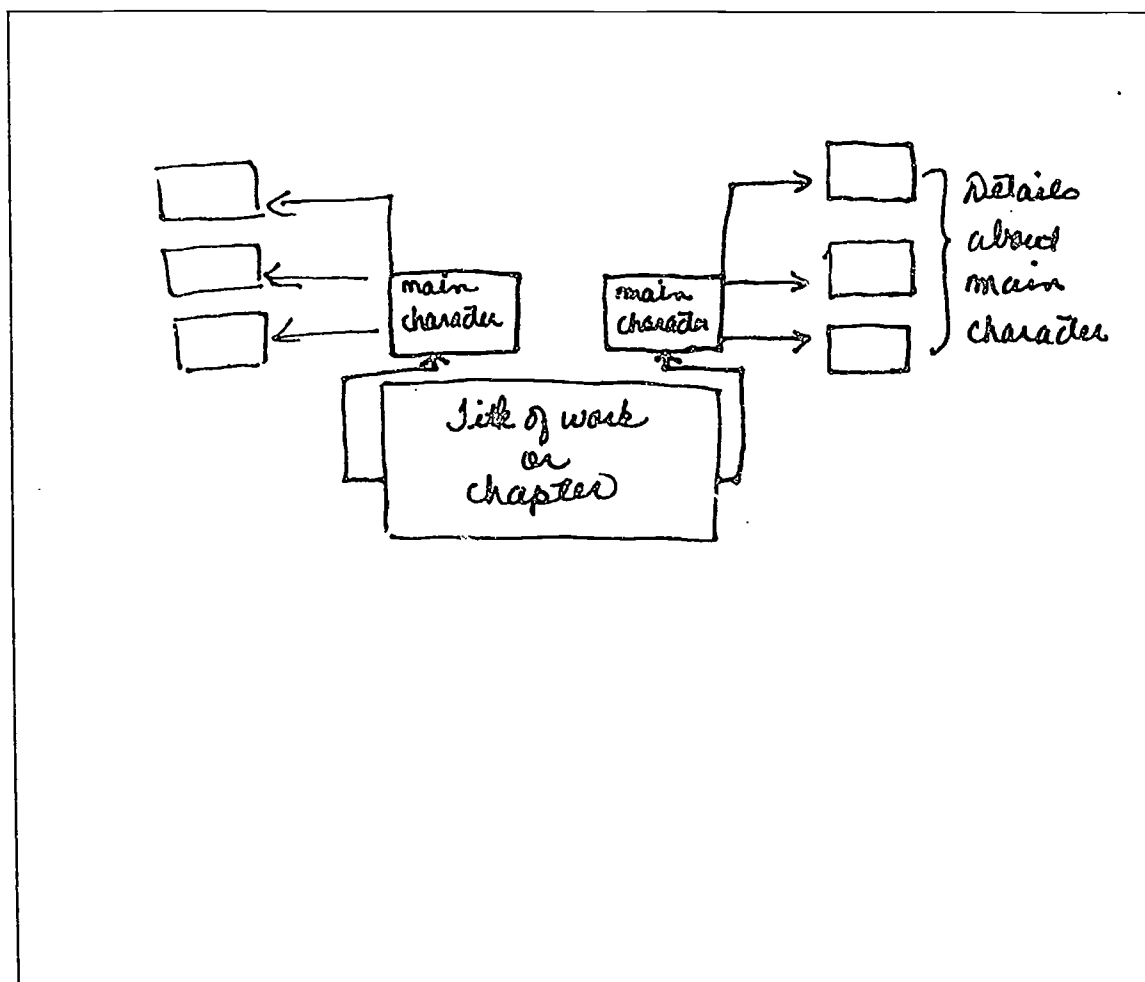 main
character
main
character
Details
about
main
character
Title of work
or
chapter